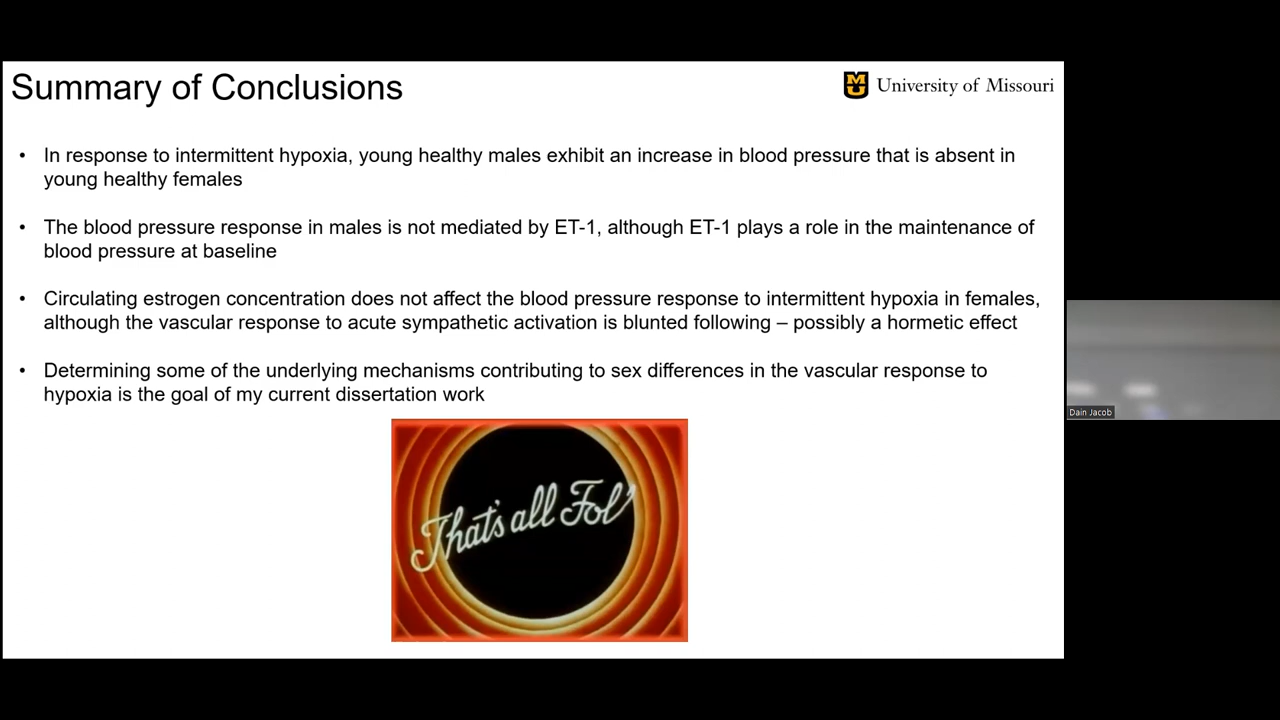 Summary of Conclusions
MU University of Missouri
• In response to intermittent hypoxia, young healthy males exhibit an increase in blood pressure that is absent in
young healthy females
• The blood pressure response in males is not mediated by ET-1, although ET-1 plays a role in the maintenance of
blood pressure at baseline
• Circulating estrogen concentration does not affect the blood pressure response to intermittent hypoxia in females,
although the vascular response to acute sympathetic activation is blunted following – possibly a hormetic effect
• Determining some of the underlying mechanisms contributing to sex differences in the vascular response to
hypoxia is the goal of my current dissertation work
That's all Fol'
Dain Jacob